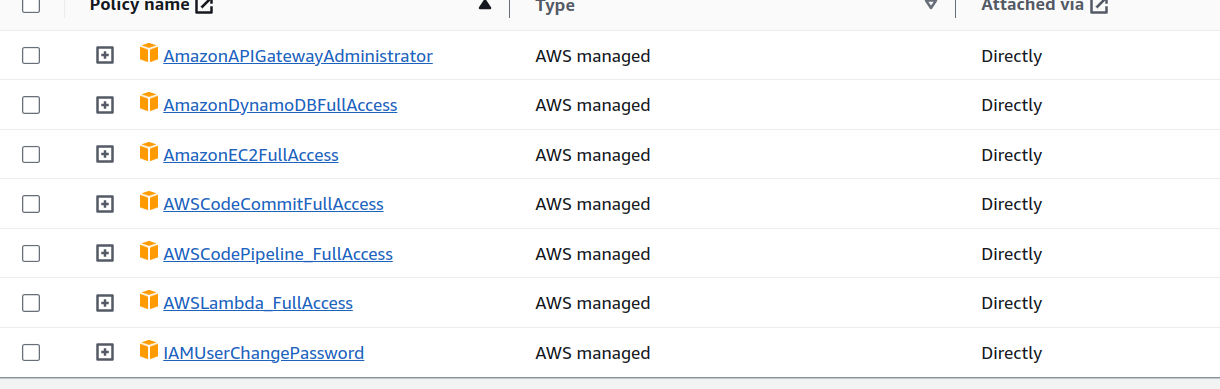 Policy name Type Attached via
AmazonAPIGatewayAdministrator AWS managed Directly
AmazonDynamoDBFullAccess AWS managed Directly
AmazonEC2FullAccess AWS managed Directly
AWSCodeCommitFullAccess AWS managed Directly
AWSCodePipeline_FullAccess AWS managed Directly
AWSLambda_FullAccess AWS managed Directly
IAMUserChangePassword AWS managed Directly